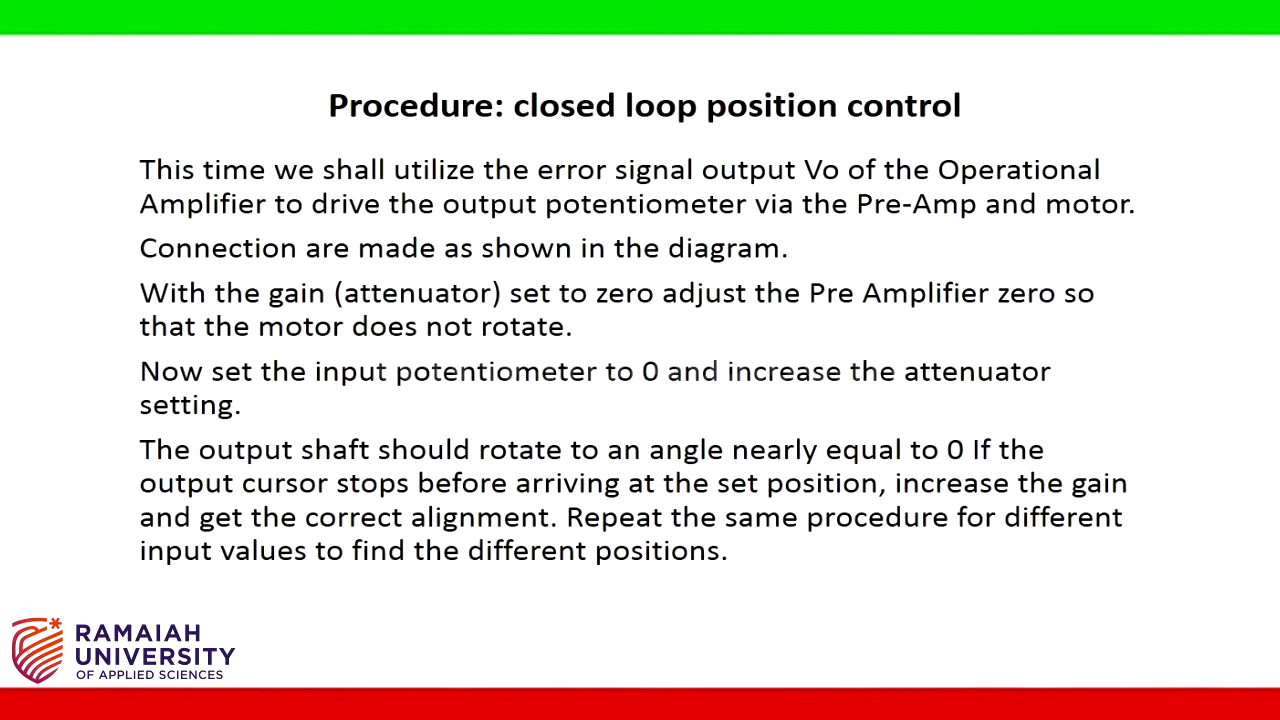 Procedure: closed loop position control
This time we shall utilize the error signal output Vo of the Operational
Amplifier to drive the output potentiometer via the Pre-Amp and motor.
Connection are made as shown in the diagram.
With the gain (attenuator) set to zero adjust the Pre Amplifier zero so
that the motor does not rotate.
Now set the input potentiometer to 0 and increase the attenuator
setting.
The output shaft should rotate to an angle nearly equal to 0 If the
output cursor stops before arriving at the set position, increase the gain
and get the correct alignment. Repeat the same procedure for different
input values to find the different positions.
RAMAIAH
UNIVERSITY
OF APPLIED SCIENCES